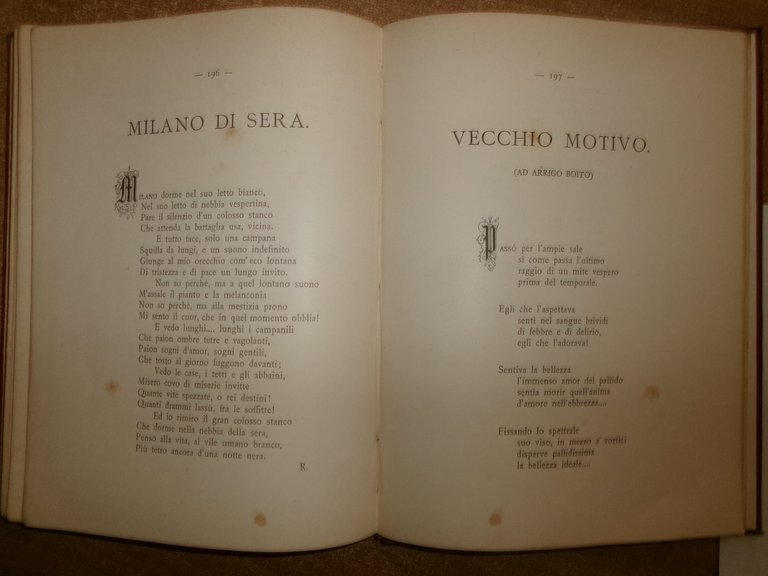 — 196 —
MILANO DI SERA.
MILANO dorme nel suo letto bianco,
Nel suo letto di nebbia vespertina,
Pare il silenzio d'un colosso stanco
Che attenda la battaglia usa, vicina.
E tutto tace, solo una campana
Squilla da lungi, e un suono indefinito
Giunge al mio orecchio com'eco lontana
Di tristezza e di pace un lungo invito.
Non so perchè, ma a quel lontano suono
M'assale il pianto e la melanconia
Non so perchè, ma alla mestizia prono
Mi sento il cuor, che in quel momento obblia!
E vedo lunghi.... lunghi i campanili
Che paion ombre tetre e vagolanti,
Paion sogni d'amor, sogni gentili,
Che tosto al giorno fuggono davanti;
Vedo le case, i tetti e gli abbaini,
Misero covo di miserie invitte
Quante vite spezzate, o rei destini!
Quanti drammi lassù, fra le soffitte!
Ed io rimiro il gran colosso stanco
Che dorme nella nebbia della sera,
Penso alla vita, al vile umano branco,
Più tetro ancora d'una notte nera.
R.
— 197 —
VECCHIO MOTIVO.
(AD ARRIGO BOITO)
PASSÒ per l'ampie sale
sì come passa l'ultimo
raggio di un mite vespero
prima del temporale.
Egli che l'aspettava
sentì nel sangue brividi
di febbre e di delirio,
egli che l'adorava!
Sentiva la bellezza
l'immenso amor del pallido
sentia morir quell'anima
d'amore nell'ebbrezza....
Fissando lo spettrale
suo viso, in mezzo a' vortici
disparve pallidissima
la bellezza ideale....